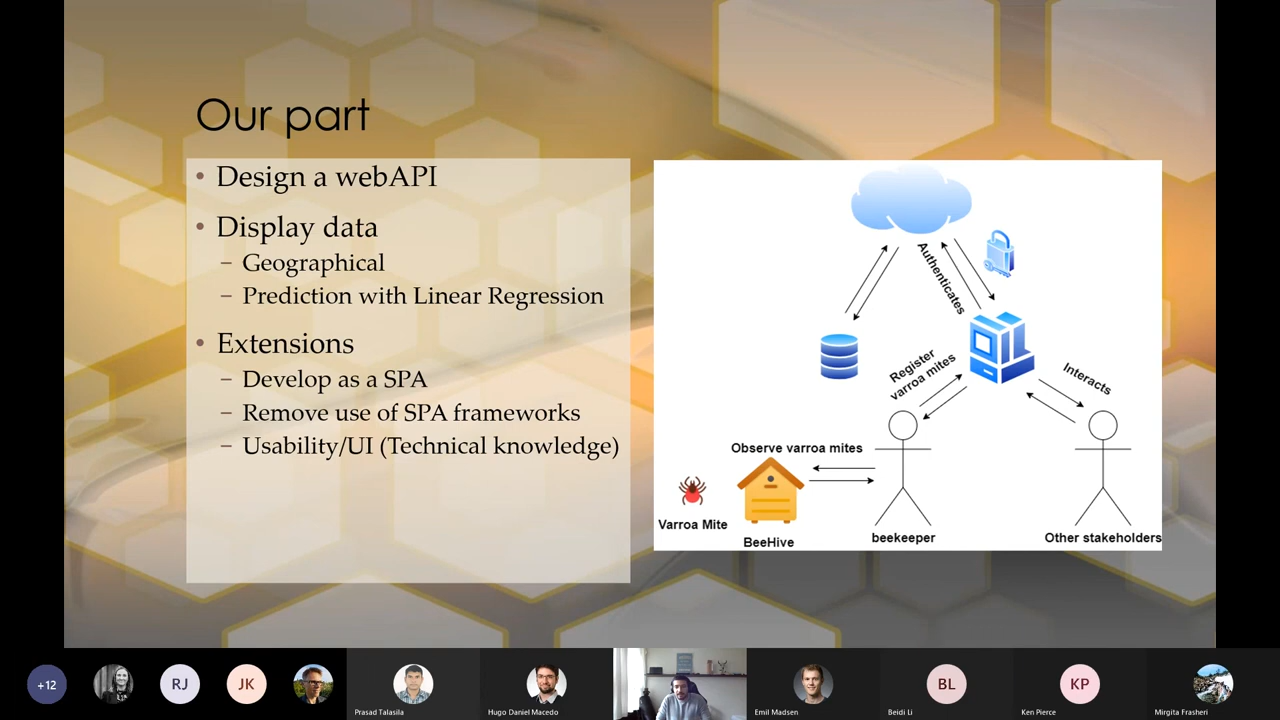 Our part
• Design a webAPI
• Display data
– Geographical
– Prediction with Linear Regression
• Extensions
– Develop as a SPA
– Remove use of SPA frameworks
– Usability/UI (Technical knowledge)
Authenticates
Register
varroa mites
Interacts
Observe varroa mites
Varroa Mite
BeeHive
beekeeper
Other stakeholders
+12
RJ
JK
Prasad Talasila
Hugo Daniel Macedo
Emil Madsen
BL
Beidi Li
KP
Ken Pierce
Mirgita Frasheri